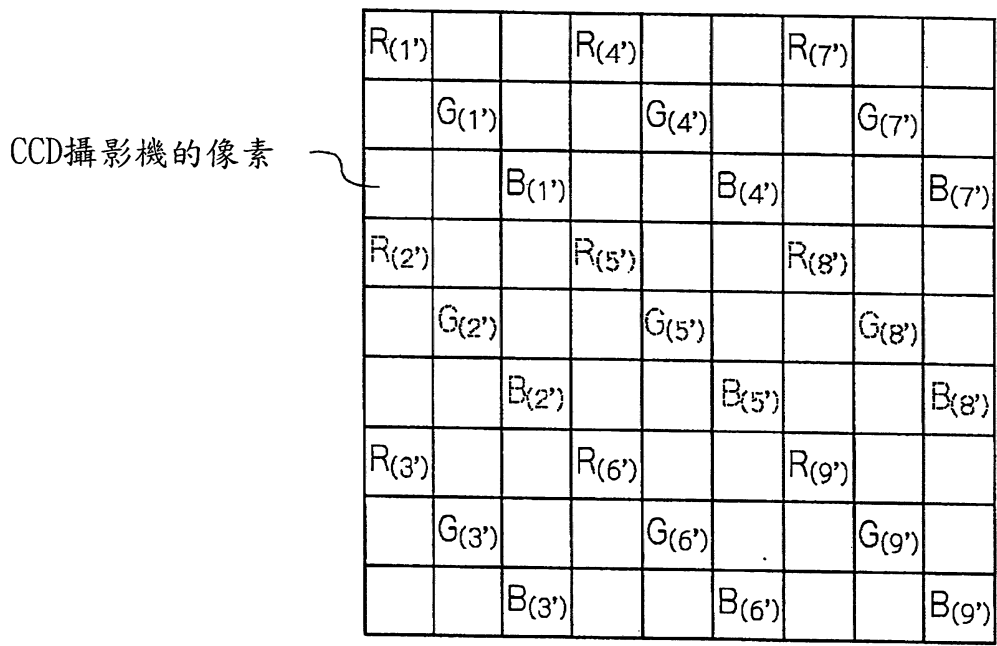 R(1') R(4') R(7')
G(1') G(4') G(7')
CCD攝影機的像素
B(1') B(4') B(7')
R(2') R(5') R(8')
G(2') G(5') G(8')
B(2') B(5') B(8')
R(3') R(6') R(9')
G(3') G(6') G(9')
B(3') B(6') B(9')